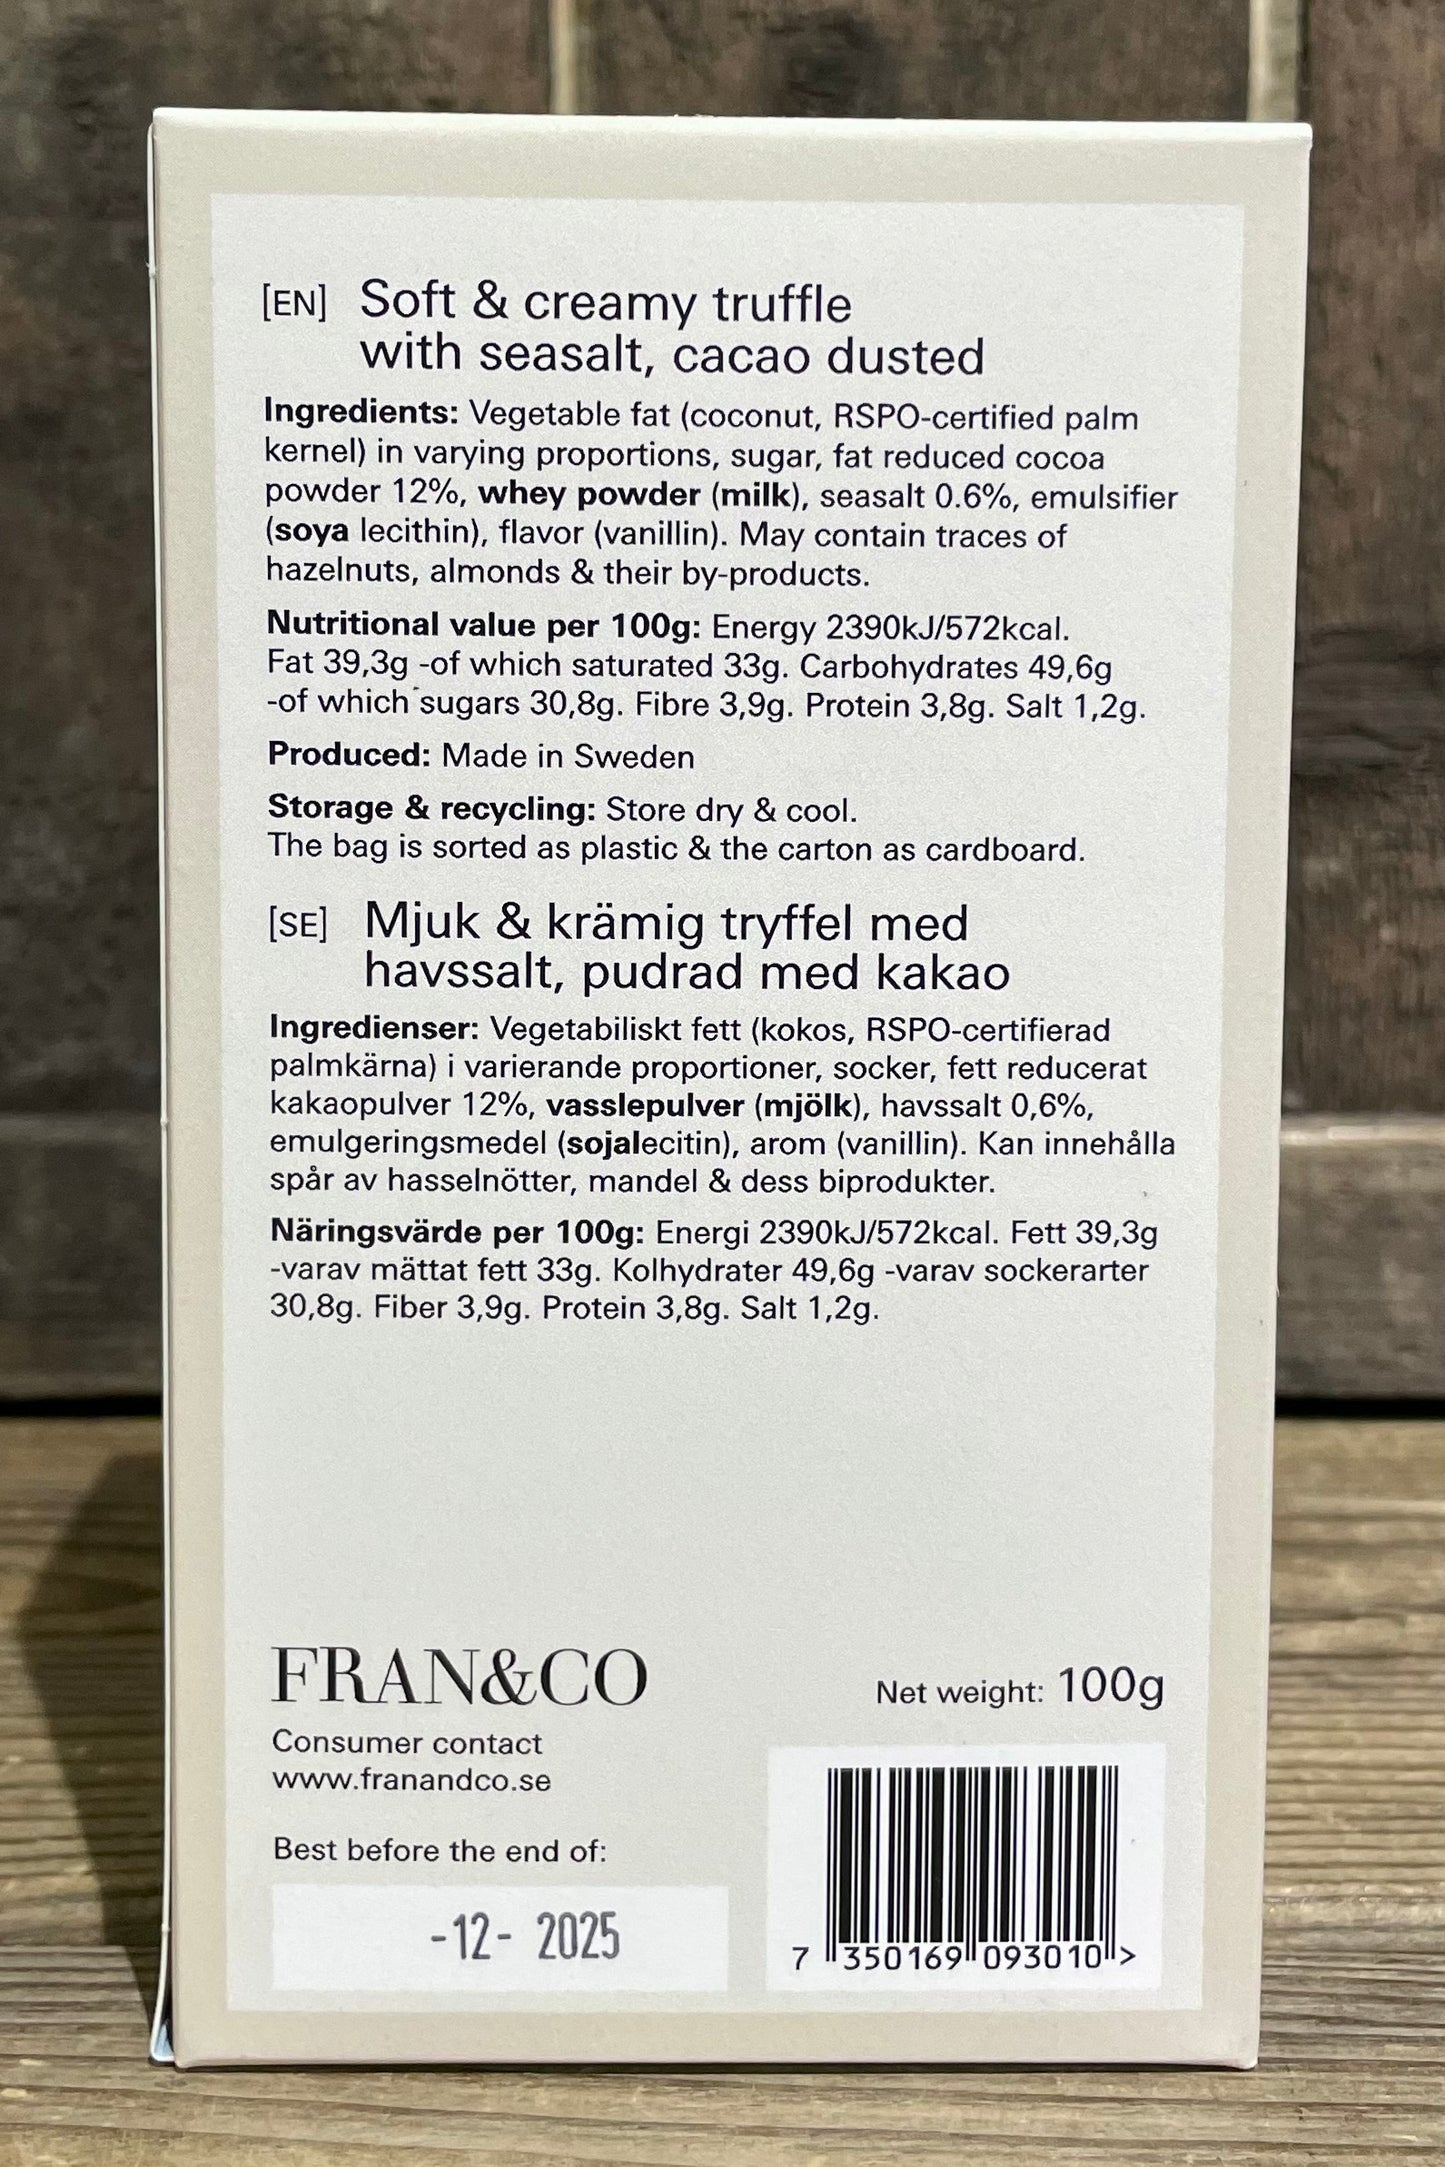 [EN] Soft & creamy truffle
with seasalt, cacao dusted
Ingredients: Vegetable fat (coconut, RSPO-certified palm
kernel) in varying proportions, sugar, fat reduced cocoa
powder 12%, whey powder (milk), seasalt 0.6%, emulsifier
(soya lecithin), flavor (vanillin). May contain traces of
hazelnuts, almonds & their by-products.
Nutritional value per 100g: Energy 2390kJ/572kcal.
Fat 39,3g -of which saturated 33g. Carbohydrates 49,6g
-of which sugars 30,8g. Fibre 3,9g. Protein 3,8g. Salt 1,2g.
Produced: Made in Sweden
Storage & recycling: Store dry & cool.
The bag is sorted as plastic & the carton as cardboard.
[SE] Mjuk & krämig tryffel med
havssalt, pudrad med kakao
Ingredienser: Vegetabiliskt fett (kokos, RSPO-certifierad
palmkärna) i varierande proportioner, socker, fett reducerat
kakaopulver 12%, vasslepulver (mjölk), havssalt 0,6%,
emulgeringsmedel (sojalecitin), arom (vanillin). Kan innehålla
spår av hasselnötter, mandel & dess biprodukter.
Näringsvärde per 100g: Energi 2390kJ/572kcal. Fett 39,3g
-varav mättat fett 33g. Kolhydrater 49,6g -varav sockerarter
30,8g. Fiber 3,9g. Protein 3,8g. Salt 1,2g.
FRAN&CO
Net weight: 100g
Consumer contact
www.franandco.se
Best before the end of:
-12- 2025
7 350169 093010 >